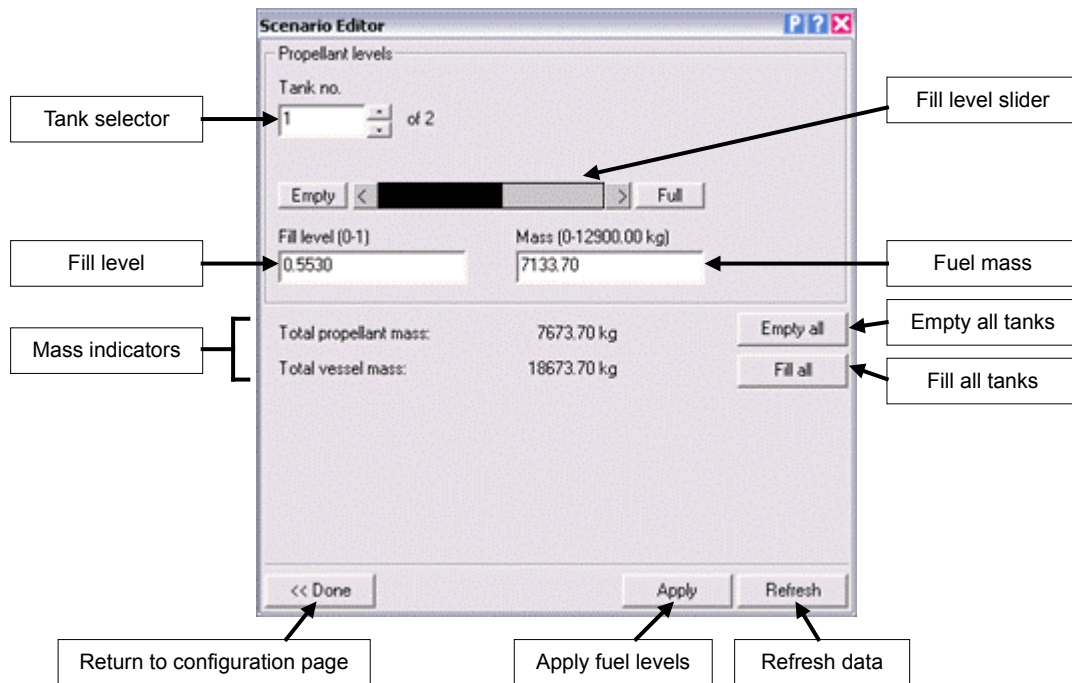 Scenario Editor
P ? X
Propellant levels
Tank no.
1 of 2
Tank selector
Fill level slider
Empty < > Full
Fill level (0-1) Mass (0-12900.00 kg)
0.5530 7133.70
Fill level
Fuel mass
Total propellant mass: 7673.70 kg Empty all
Total vessel mass: 18673.70 kg Fill all
Mass indicators
Empty all tanks
Fill all tanks
<< Done Apply Refresh
Return to configuration page
Apply fuel levels
Refresh data